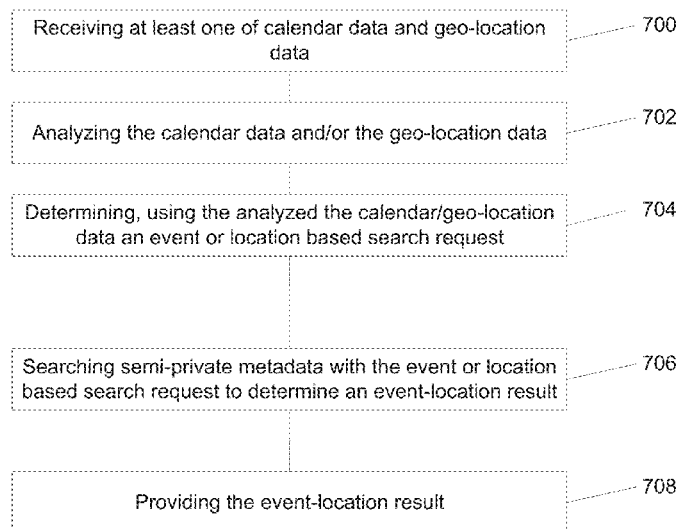 Receiving at least one of calendar data and geo-location
data
700
Analyzing the calendar data and/or the geo-location data
702
Determining, using the analyzed the calendar/geo-location
data an event or location based search request
704
Searching semi-private metadata with the event or location
based search request to determine an event-location result
706
Providing the event-location result
708